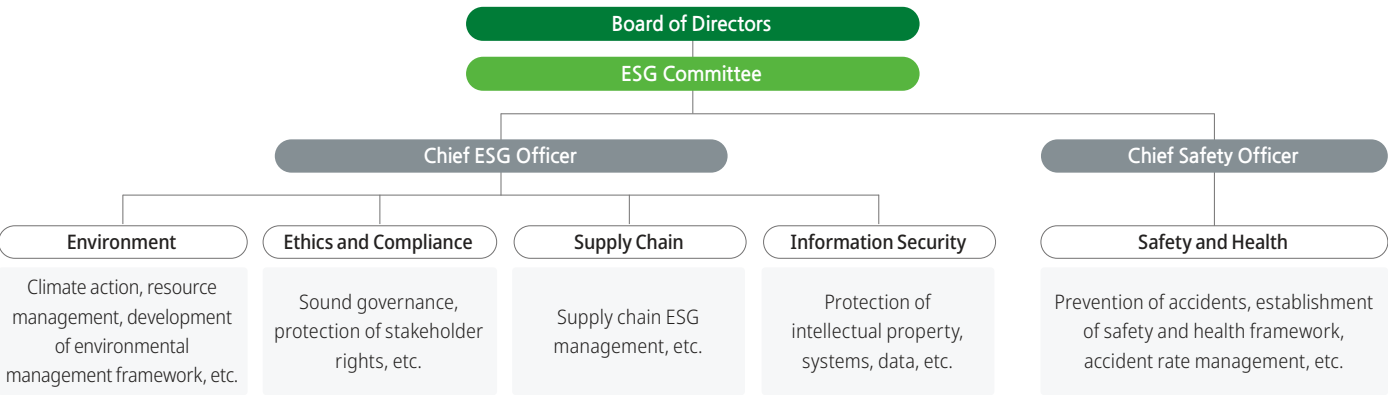 Board of Directors
ESG Committee
Chief ESG Officer
Chief Safety Officer
Environment
Climate action, resource
management, development
of environmental
management framework, etc.
Ethics and Compliance
Sound governance,
protection of stakeholder
rights, etc.
Supply Chain
Supply chain ESG
management, etc.
Information Security
Protection of
intellectual property,
systems, data, etc.
Safety and Health
Prevention of accidents, establishment
of safety and health framework,
accident rate management, etc.